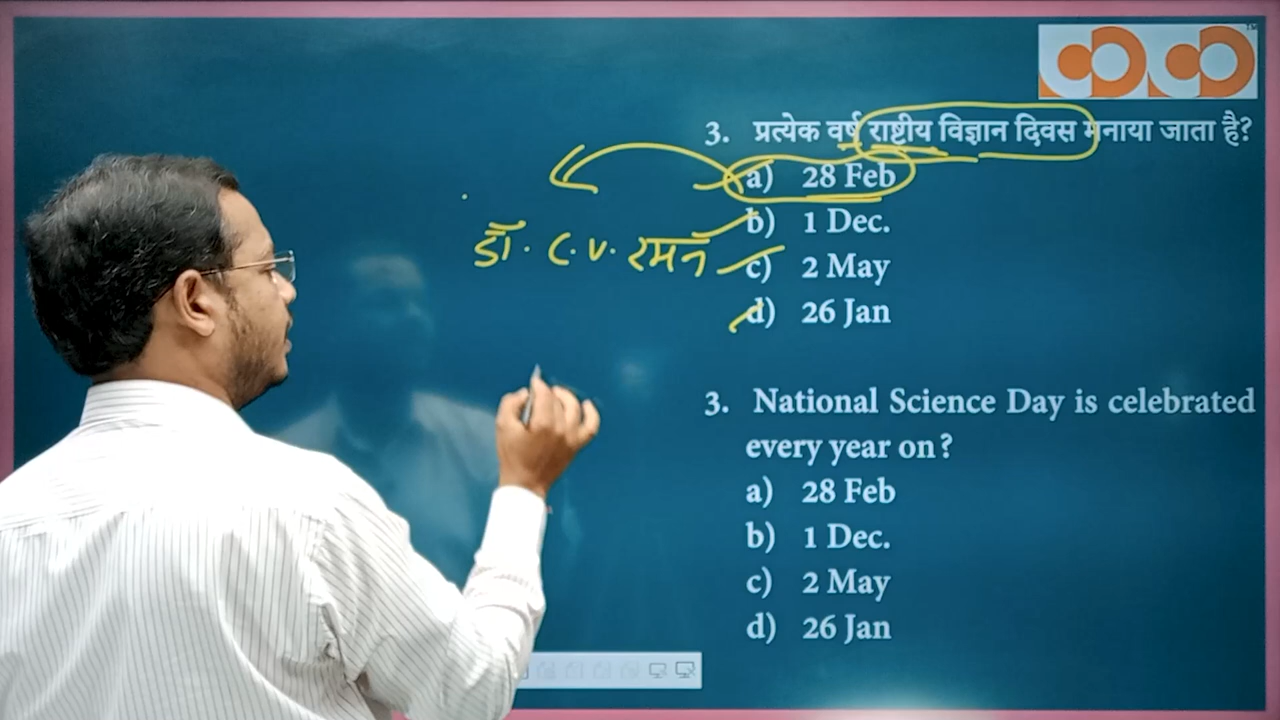 3. प्रत्येक वर्ष राष्ट्रीय विज्ञान दिवस मनाया जाता है?
a) 28 Feb
b) 1 Dec.
c) 2 May
d) 26 Jan
डॉ. C.V. रमन
3. National Science Day is celebrated
every year on?
a) 28 Feb
b) 1 Dec.
c) 2 May
d) 26 Jan